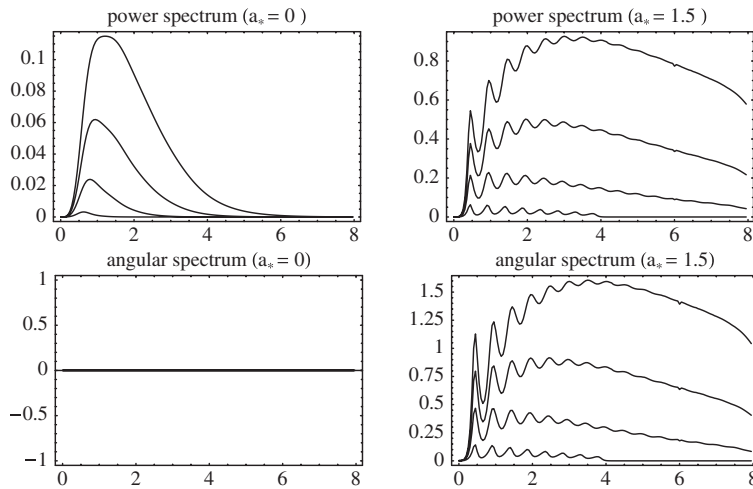 power spectrum (a* = 0)
0.1
0.08
0.06
0.04
0.02
0
0 2 4 6 8
power spectrum (a* = 1.5)
0.8
0.6
0.4
0.2
0
0 2 4 6 8
angular spectrum (a* = 0)
1
0.5
0
−0.5
−1
0 2 4 6 8
angular spectrum (a* = 1.5)
1.5
1.25
1
0.75
0.5
0.25
0
0 2 4 6 8